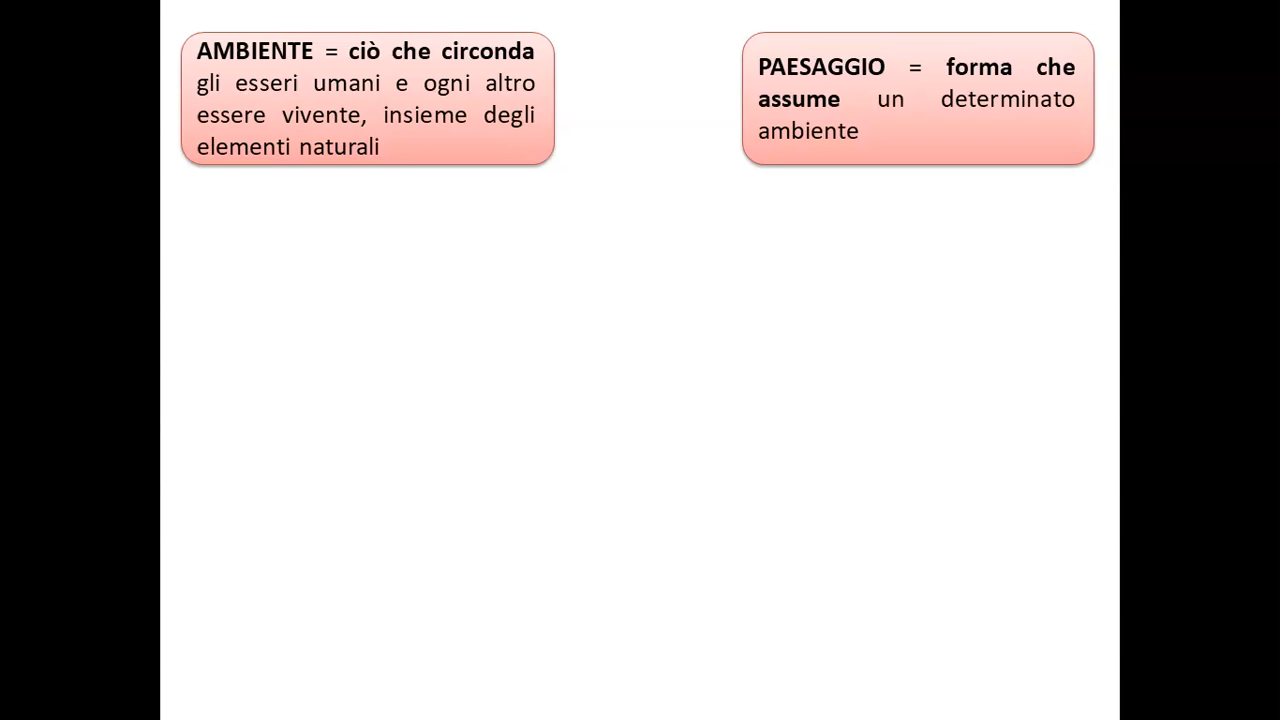 AMBIENTE = ciò che circonda
gli esseri umani e ogni altro
essere vivente, insieme degli
elementi naturali
PAESAGGIO = forma che
assume un determinato
ambiente